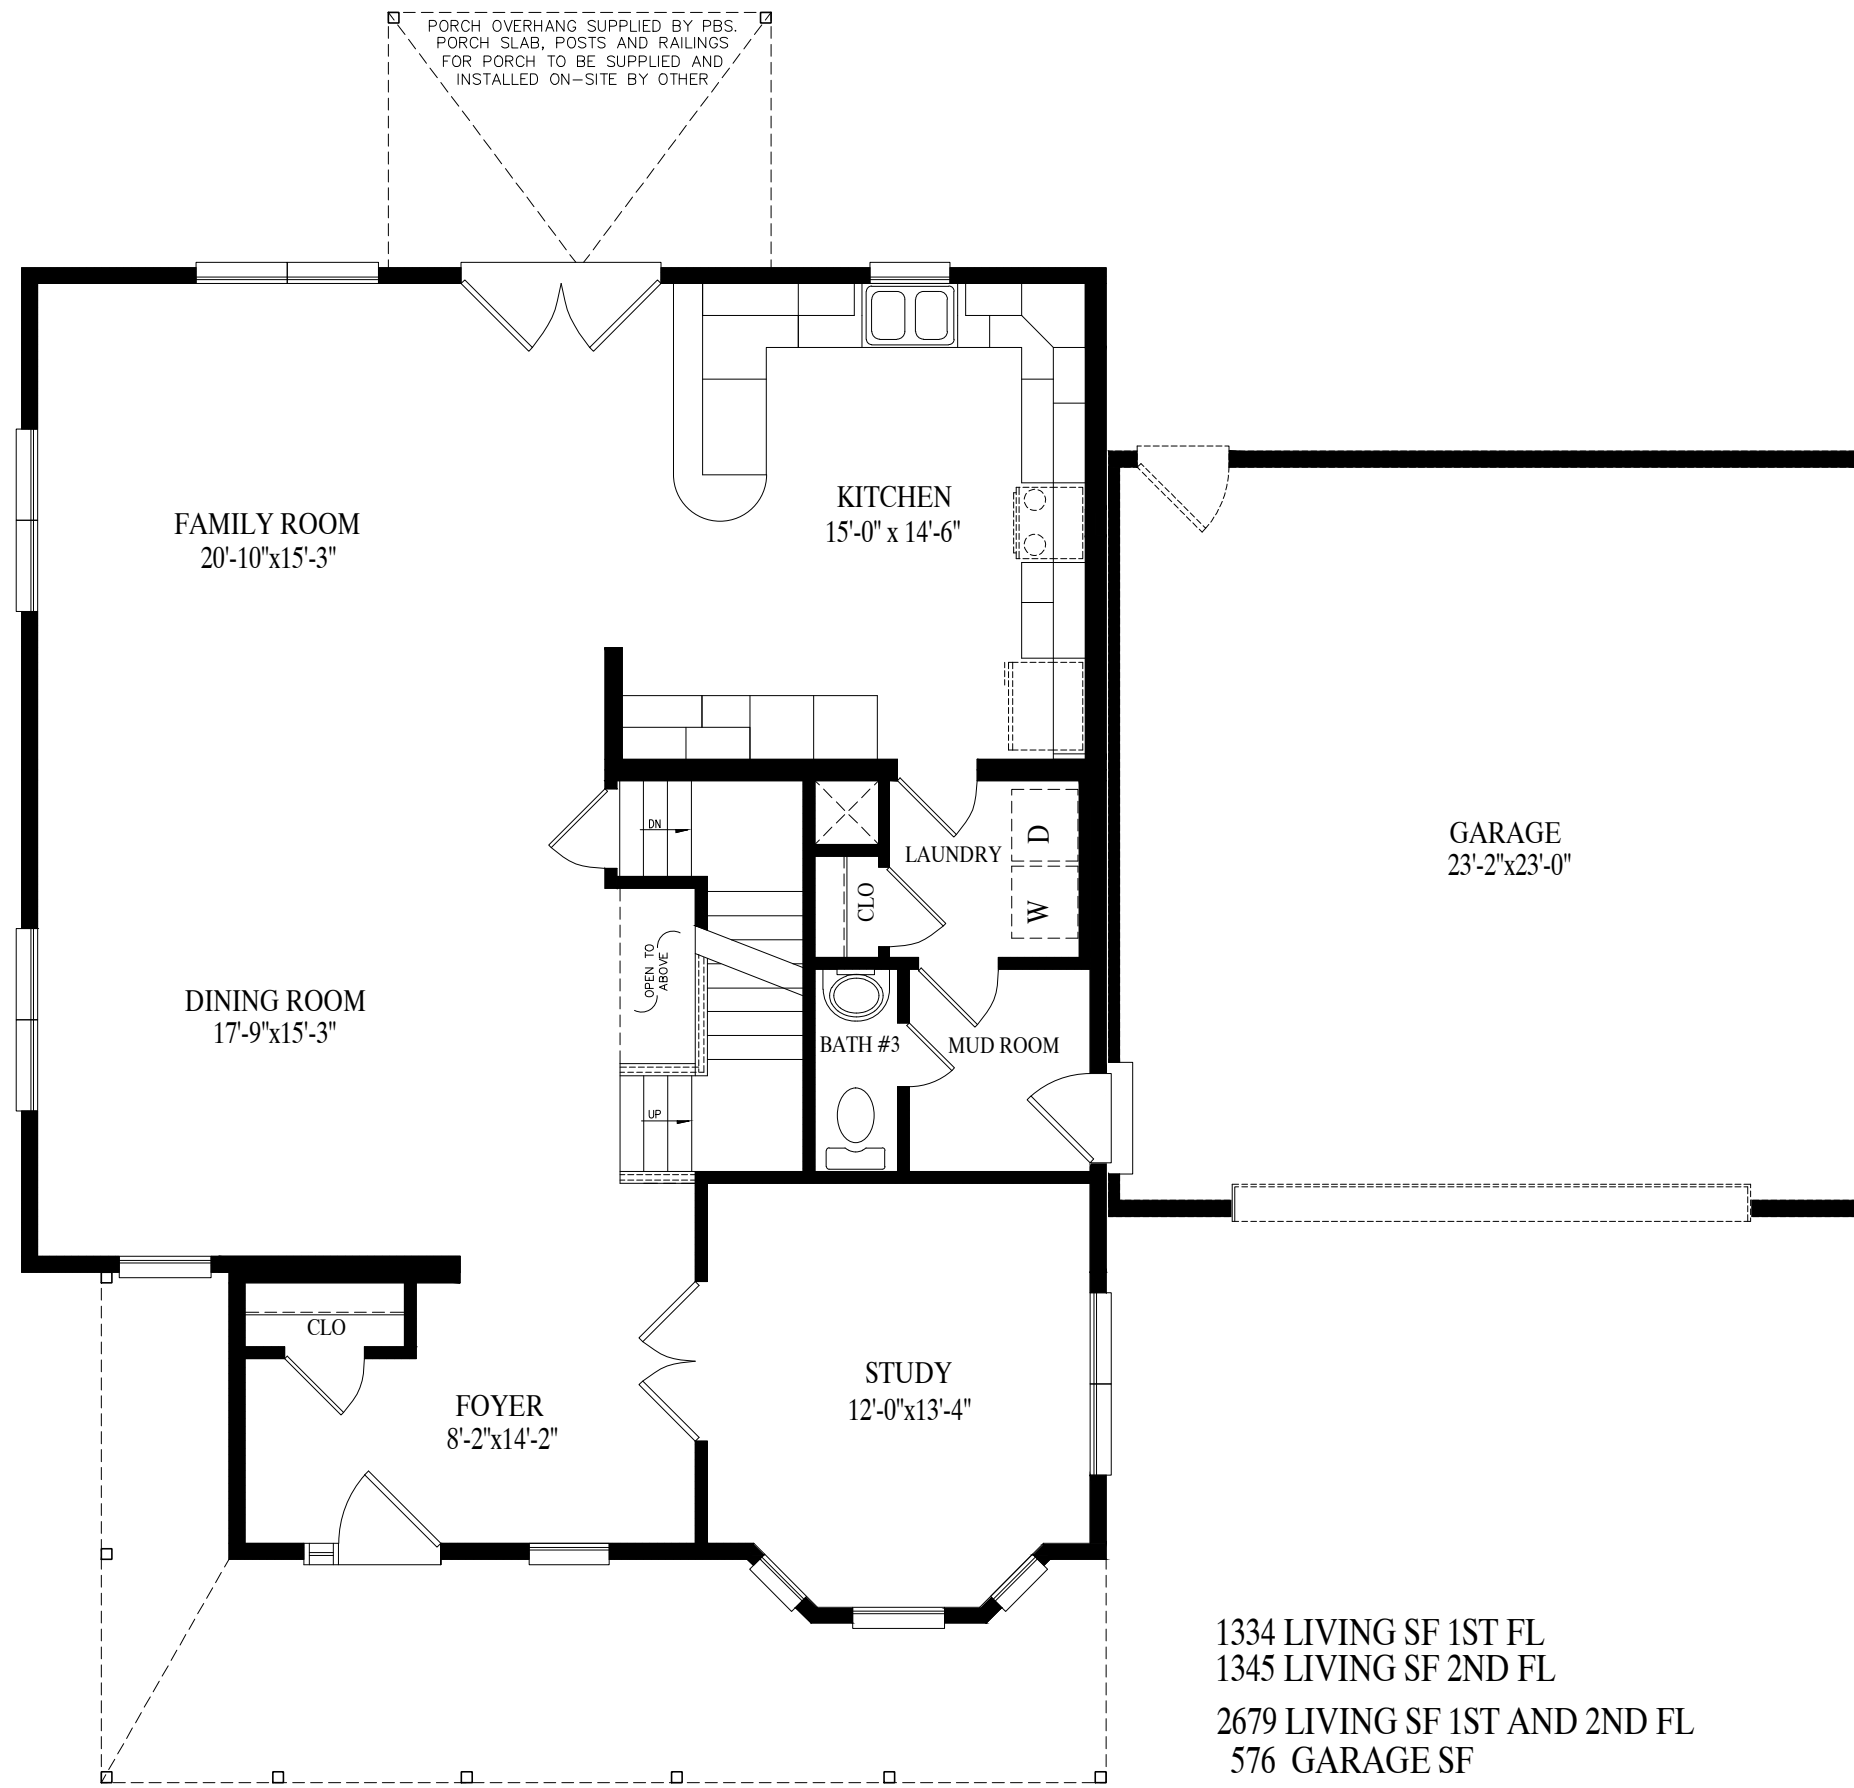 PORCH OVERHANG SUPPLIED BY PBS.
PORCH SLAB, POSTS AND RAILINGS
FOR PORCH TO BE SUPPLIED AND
INSTALLED ON-SITE BY OTHER
KITCHEN
15'-0" x 14'-6"
FAMILY ROOM
20'-10"x15'-3"
DN
LAUNDRY
D
W
CLO
GARAGE
23'-2"x23'-0"
OPEN TO
ABOVE
DINING ROOM
17'-9"x15'-3"
BATH #3
MUD ROOM
UP
CLO
STUDY
12'-0"x13'-4"
FOYER
8'-2"x14'-2"
1334 LIVING SF 1ST FL
1345 LIVING SF 2ND FL
2679 LIVING SF 1ST AND 2ND FL
576 GARAGE SF